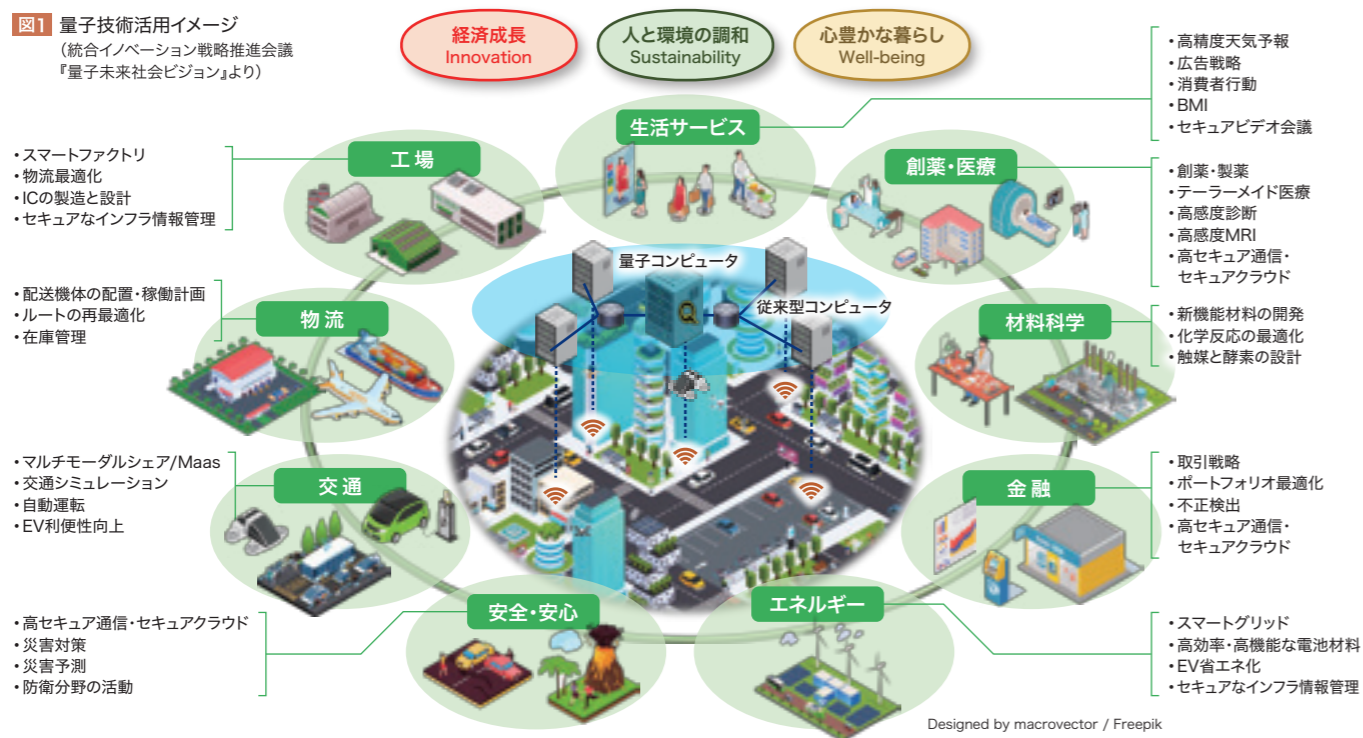 図1 量子技術活用イメージ
(統合イノベーション戦略推進会議
『量子未来社会ビジョン』より)
経済成長
Innovation
人と環境の調和
Sustainability
心豊かな暮らし
Well-being
生活サービス
・高精度天気予報
・広告戦略
・消費者行動
・BMI
・セキュアビデオ会議
工場
・スマートファクトリ
・物流最適化
・ICの製造と設計
・セキュアなインフラ情報管理
創薬・医療
・創薬・製薬
・テーラーメイド医療
・高感度診断
・高感度MRI
・高セキュア通信・
セキュアクラウド
量子コンピュータ
従来型コンピュータ
Q
物流
・配送機体の配置・稼働計画
・ルートの再最適化
・在庫管理
材料科学
・新機能材料の開発
・化学反応の最適化
・触媒と酵素の設計
交通
・マルチモーダルシェア/Maas
・交通シミュレーション
・自動運転
・EV利便性向上
金融
・取引戦略
・ポートフォリオ最適化
・不正検出
・高セキュア通信・
セキュアクラウド
安全・安心
・高セキュア通信・セキュアクラウド
・災害対策
・災害予測
・防衛分野の活動
エネルギー
・スマートグリッド
・高効率・高機能な電池材料
・EV省エネ化
・セキュアなインフラ情報管理
Designed by macrovector / Freepik